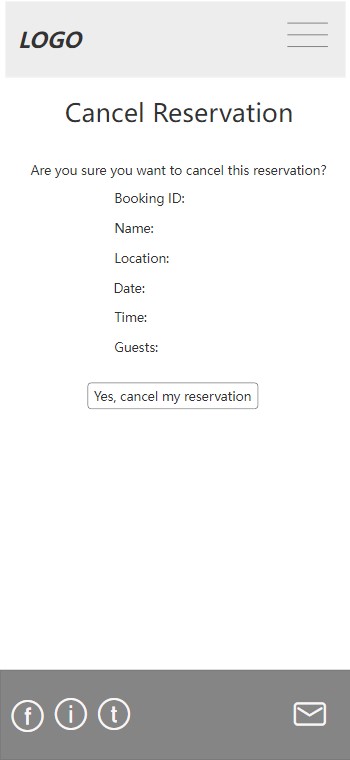 LOGO
Cancel Reservation
Are you sure you want to cancel this reservation?
Booking ID:
Name:
Location:
Date:
Time:
Guests:
Yes, cancel my reservation
f i t